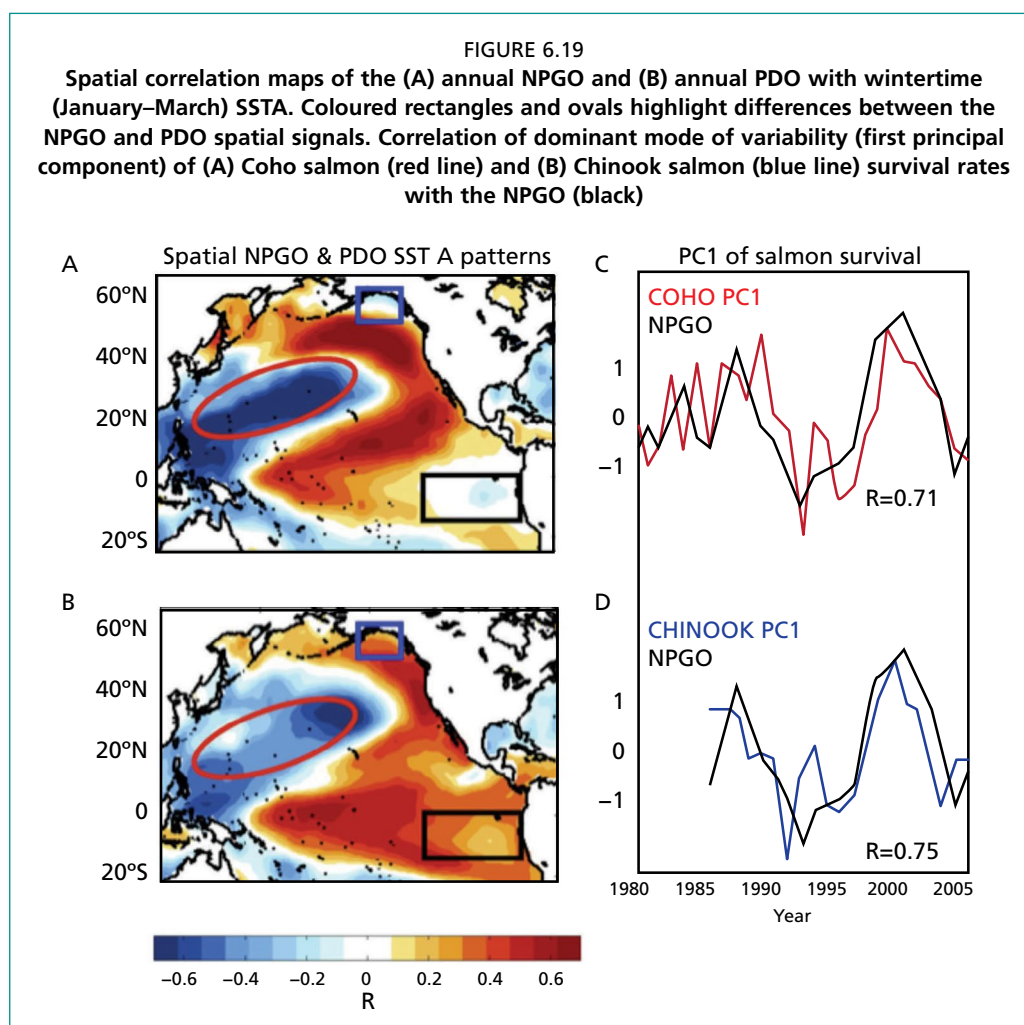 FIGURE 6.19
Spatial correlation maps of the (A) annual NPGO and (B) annual PDO with wintertime
(January–March) SSTA. Coloured rectangles and ovals highlight differences between the
NPGO and PDO spatial signals. Correlation of dominant mode of variability (first principal
component) of (A) Coho salmon (red line) and (B) Chinook salmon (blue line) survival rates
with the NPGO (black)
A
Spatial NPGO & PDO SST A patterns
60°N
40°N
20°N
0
20°S
B
60°N
40°N
20°N
0
20°S
−0.6 −0.4 −0.2 0 0.2 0.4 0.6
R
C
PC1 of salmon survival
COHO PC1
NPGO
1
0
−1
R=0.71
D
CHINOOK PC1
NPGO
1
0
−1
R=0.75
1980 1985 1990 1995 2000 2005
Year